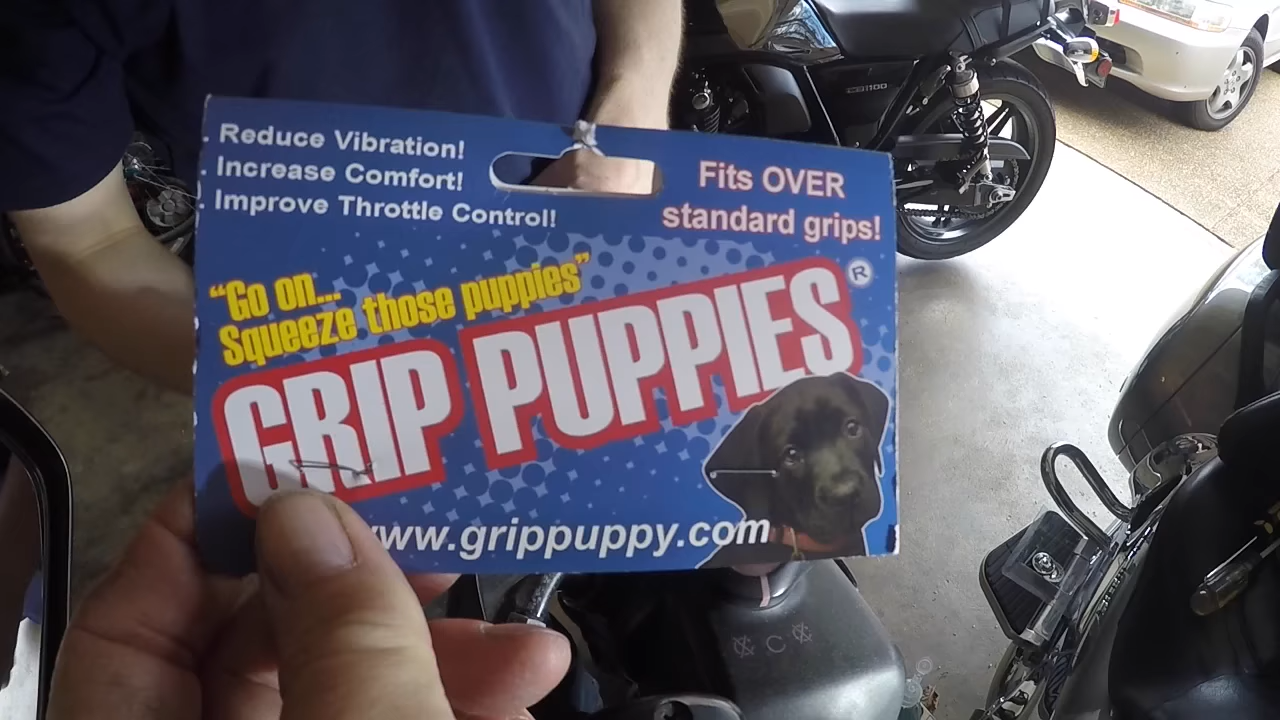 . Reduce Vibration!
. Increase Comfort!
. Improve Throttle Control!
Fits OVER
standard grips!
“Go on...
Squeeze those puppies”
GRIP PUPPIES®
www.grippuppy.com
CB1100